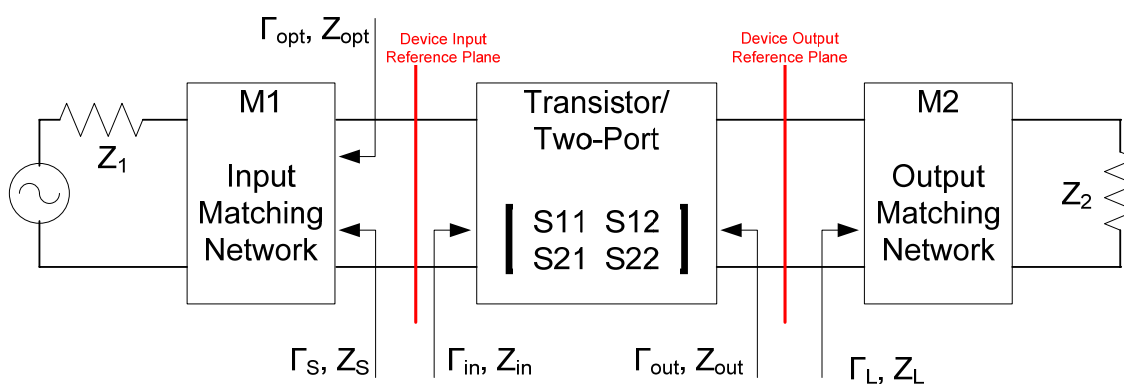 Γopt, Zopt
Device Input
Reference Plane
Device Output
Reference Plane
M1
Input
Matching
Network
Z1
Transistor/
Two-Port
S11 S12
S21 S22
M2
Output
Matching
Network
Z2
ΓS, ZS
Γin, Zin
Γout, Zout
ΓL, ZL